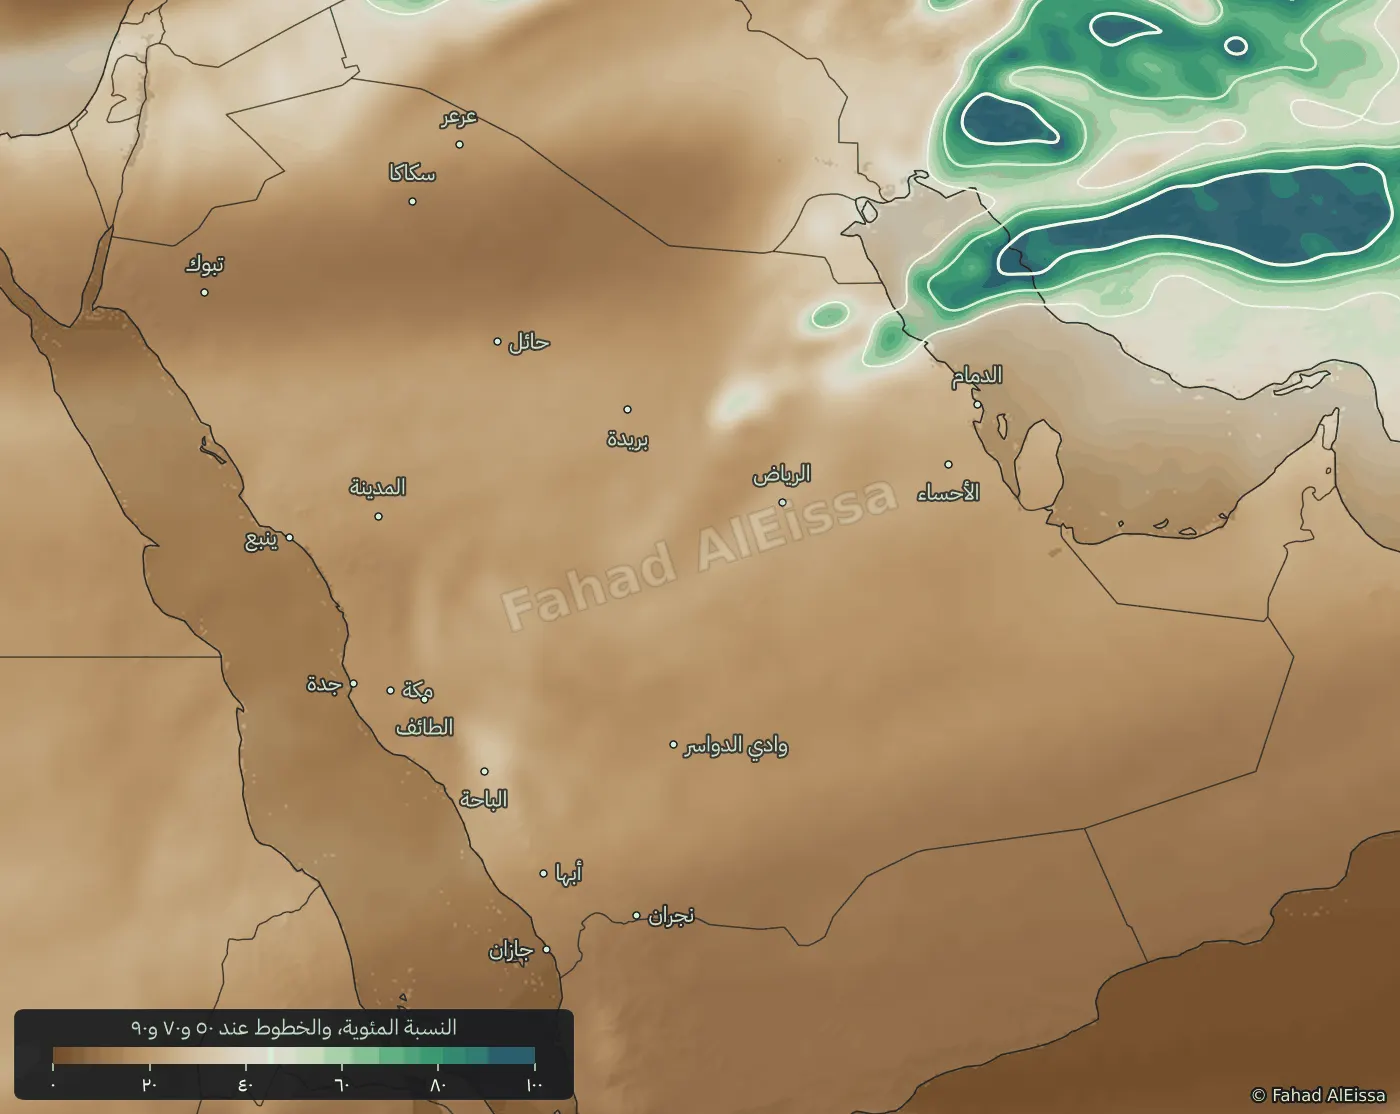 عرعر
سكاكا
تبوك
حائل
الدمام
بريدة
الرياض
الأحساء
المدينة
ينبع
Fahad AlEissa
جدة
مكة
الطائف
وادي الدواسر
الباحة
أبها
نجران
جازان
النسبة المئوية، والخطوط عند ٥٠ و٧٠ و٩٠
٠ ٢٠ ٤٠ ٦٠ ٨٠ ١٠٠
© Fahad AlEissa